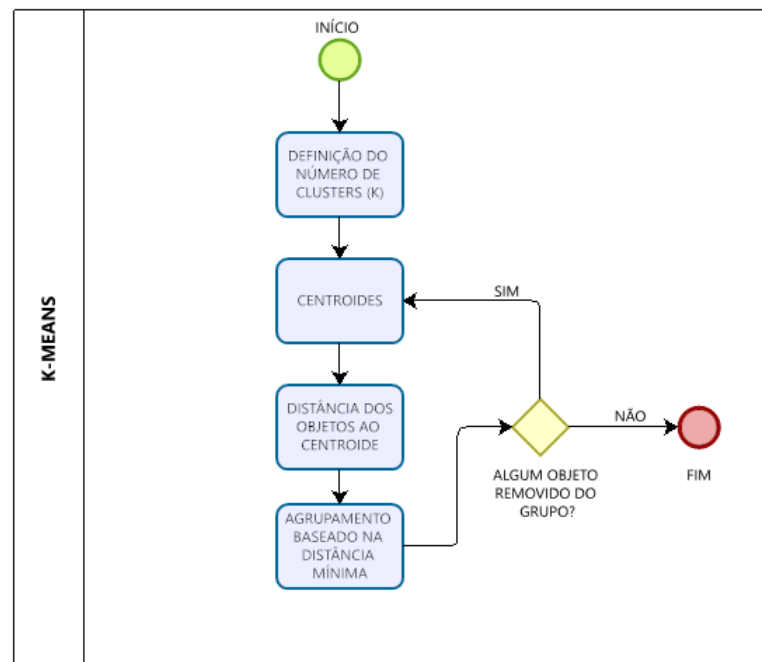 K-MEANS
INÍCIO
DEFINIÇÃO DO
NÚMERO DE
CLUSTERS (K)
CENTROIDES
SIM
DISTÂNCIA DOS
OBJETOS AO
CENTROIDE
NÃO
ALGUM OBJETO
REMOVIDO DO
GRUPO?
FIM
AGRUPAMENTO
BASEADO NA
DISTÂNCIA
MÍNIMA